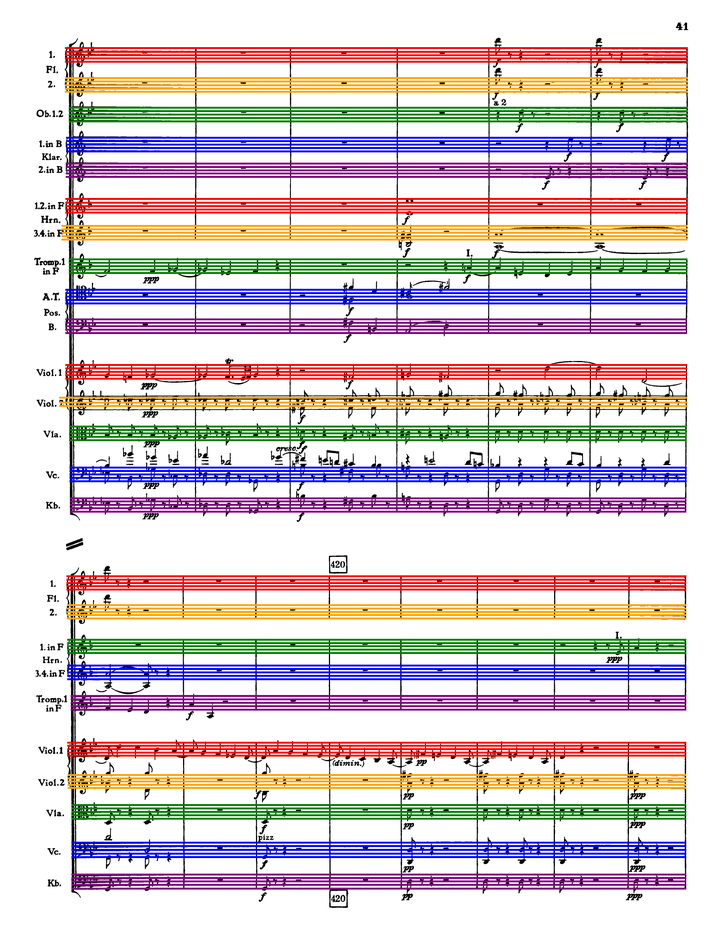 41
1.
Fl.
2.
a 2
Ob.1.2
1.in B
Klar.
2.in B
1.2.in F
Hrn.
3.4.in F
Tromp.1
in F
I.
ppp
A.T.
Pos.
B.
Viol.1
ppp
Viol.
ppp
Vla.
ppp
cresc.
Vc.
ppp
Kb.
ppp
420
1.
Fl.
2.
1.in F
I.
ppp
Hrn.
3.4.in F
Tromp.1
in F
f
Viol.1
(dimin.)
pp
Viol.2
f
pp
ppp
Vla.
f
pp
ppp
pizz
Vc.
f
pp
ppp
Kb.
f
pp
ppp
420